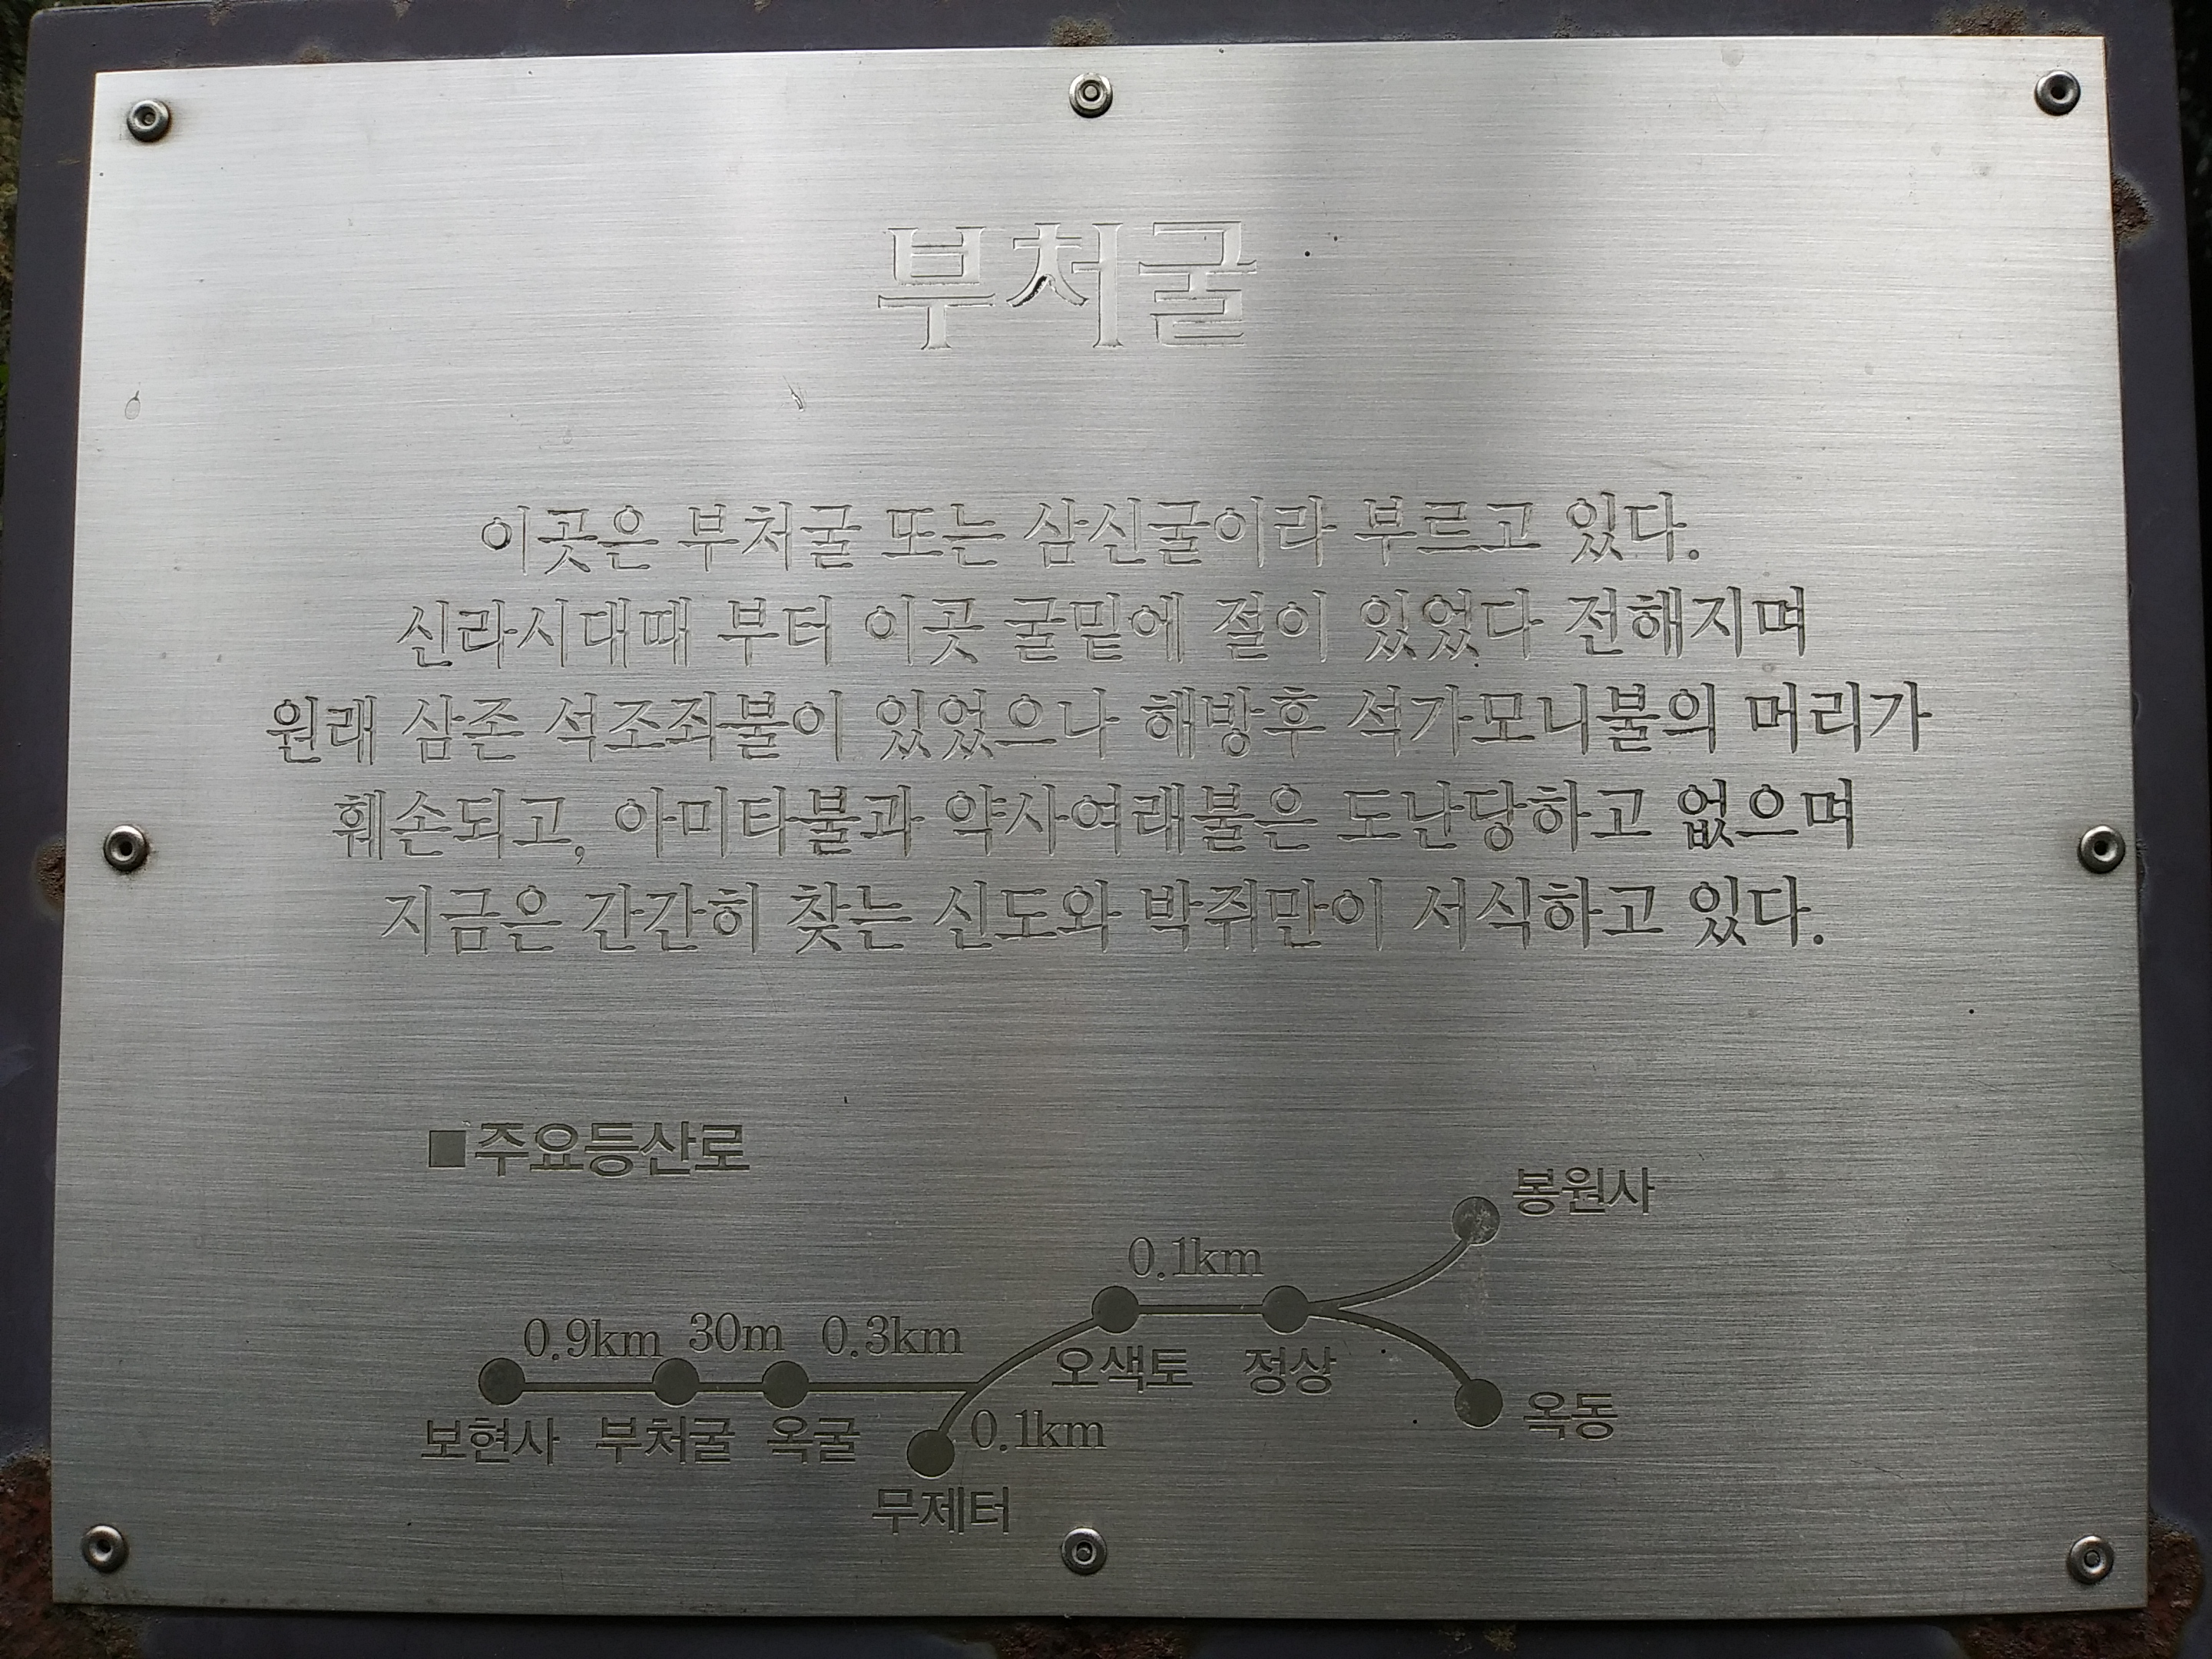 부처굴
이곳은 부처굴 또는 삼신굴이라 부르고 있다.
신라시대때 부터 이곳 굴밑에 절이 있었다 전해지며
원래 삼존 석조좌불이 있었으나 해방후 석가모니불의 머리가
훼손되고, 아미타불과 약사여래불은 도난당하고 없으며
지금은 간간히 찾는 신도와 박쥐만이 서식하고 있다.
■주요등산로
봉원사
0.1km
0.9km 30m 0.3km
오색토 정상
옥동
보현사 부처굴 옥굴 0.1km
무제터